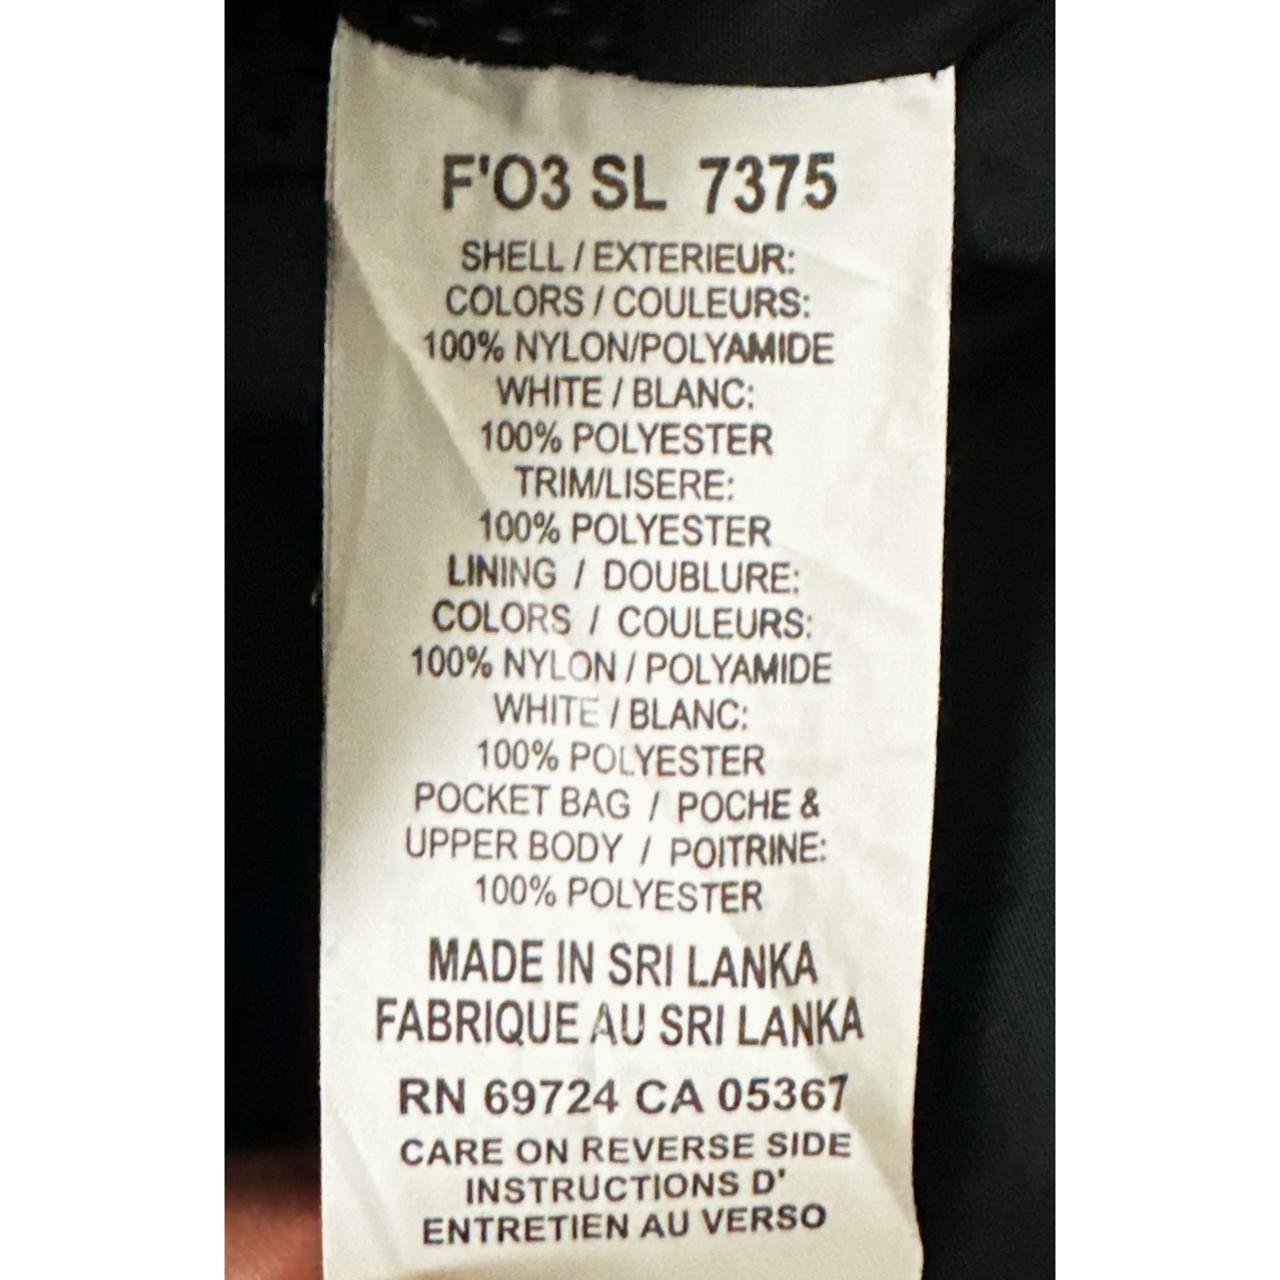 F'O3 SL 7375
SHELL / EXTERIEUR:
COLORS / COULEURS:
100% NYLON/POLYAMIDE
WHITE / BLANC:
100% POLYESTER
TRIM/LISERE:
100% POLYESTER
LINING / DOUBLURE:
COLORS / COULEURS:
100% NYLON / POLYAMIDE
WHITE / BLANC:
100% POLYESTER
POCKET BAG / POCHE &
UPPER BODY / POITRINE:
100% POLYESTER
MADE IN SRI LANKA
FABRIQUE AU SRI LANKA
RN 69724 CA 05367
CARE ON REVERSE SIDE
INSTRUCTIONS D'
ENTRETIEN AU VERSO